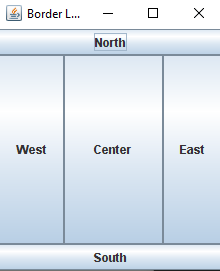 Border L...
North
West Center East
South